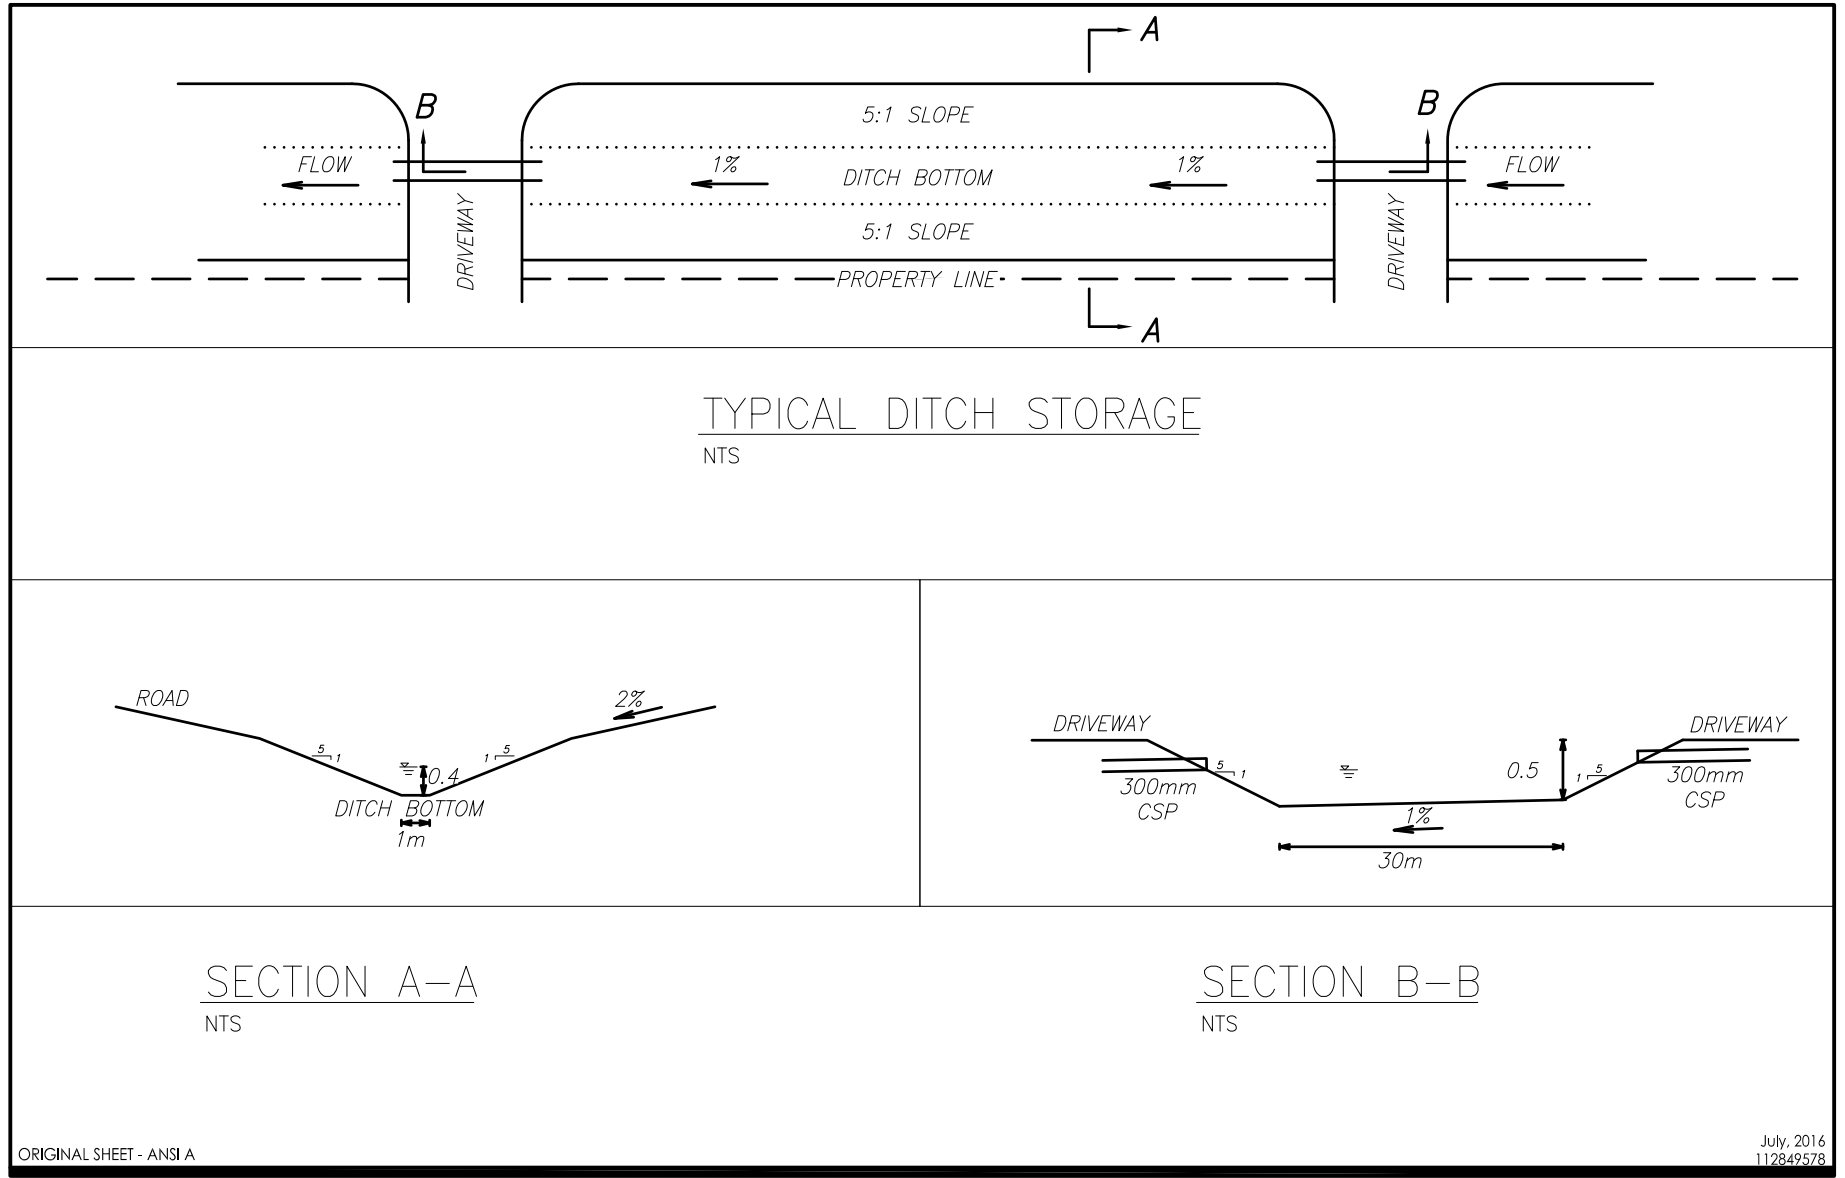 A
B
B
5:1 SLOPE
FLOW
1%
DITCH BOTTOM
1%
FLOW
DRIVEWAY
5:1 SLOPE
DRIVEWAY
PROPERTY LINE
A
TYPICAL DITCH STORAGE
NTS
ROAD
2%
5
1
1
5
0.4
DITCH BOTTOM
1m
DRIVEWAY
DRIVEWAY
5
1
0.5
1
5
300mm
CSP
300mm
CSP
1%
30m
SECTION A-A
NTS
SECTION B-B
NTS
ORIGINAL SHEET - ANSI A
July, 2016
112849578